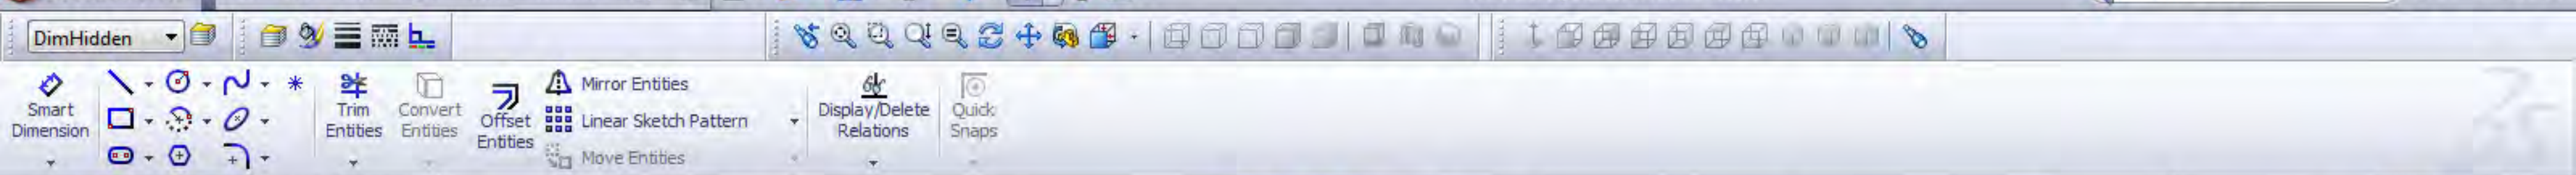 DimHidden
Smart
Dimension
Trim
Entities
Convert
Entities
Offset
Entities
Mirror Entities
Linear Sketch Pattern
Move Entities
Display/Delete
Relations
Quick
Snaps